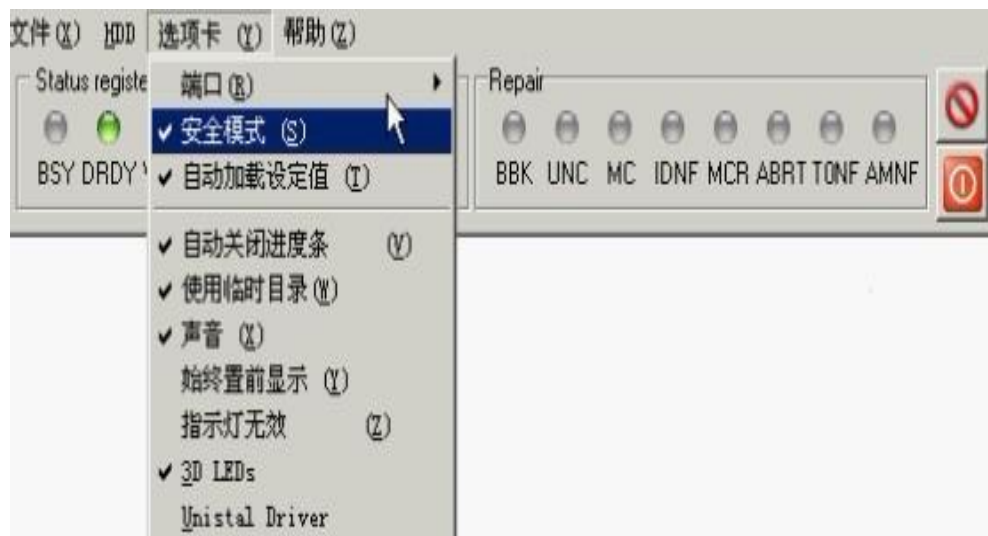 文件(X) HDD 选项卡 (Y) 帮助(Z)
Status registe
Repair
BSY DRDY
BBK UNC MC IDNF MCR ABRT TONF AMNF
端口(R)
安全模式 (S)
自动加载设定值 (T)
自动关闭进度条 (V)
使用临时目录(W)
声音 (X)
始终置前显示 (Y)
指示灯无效 (Z)
3D LEDs
Unistal Driver